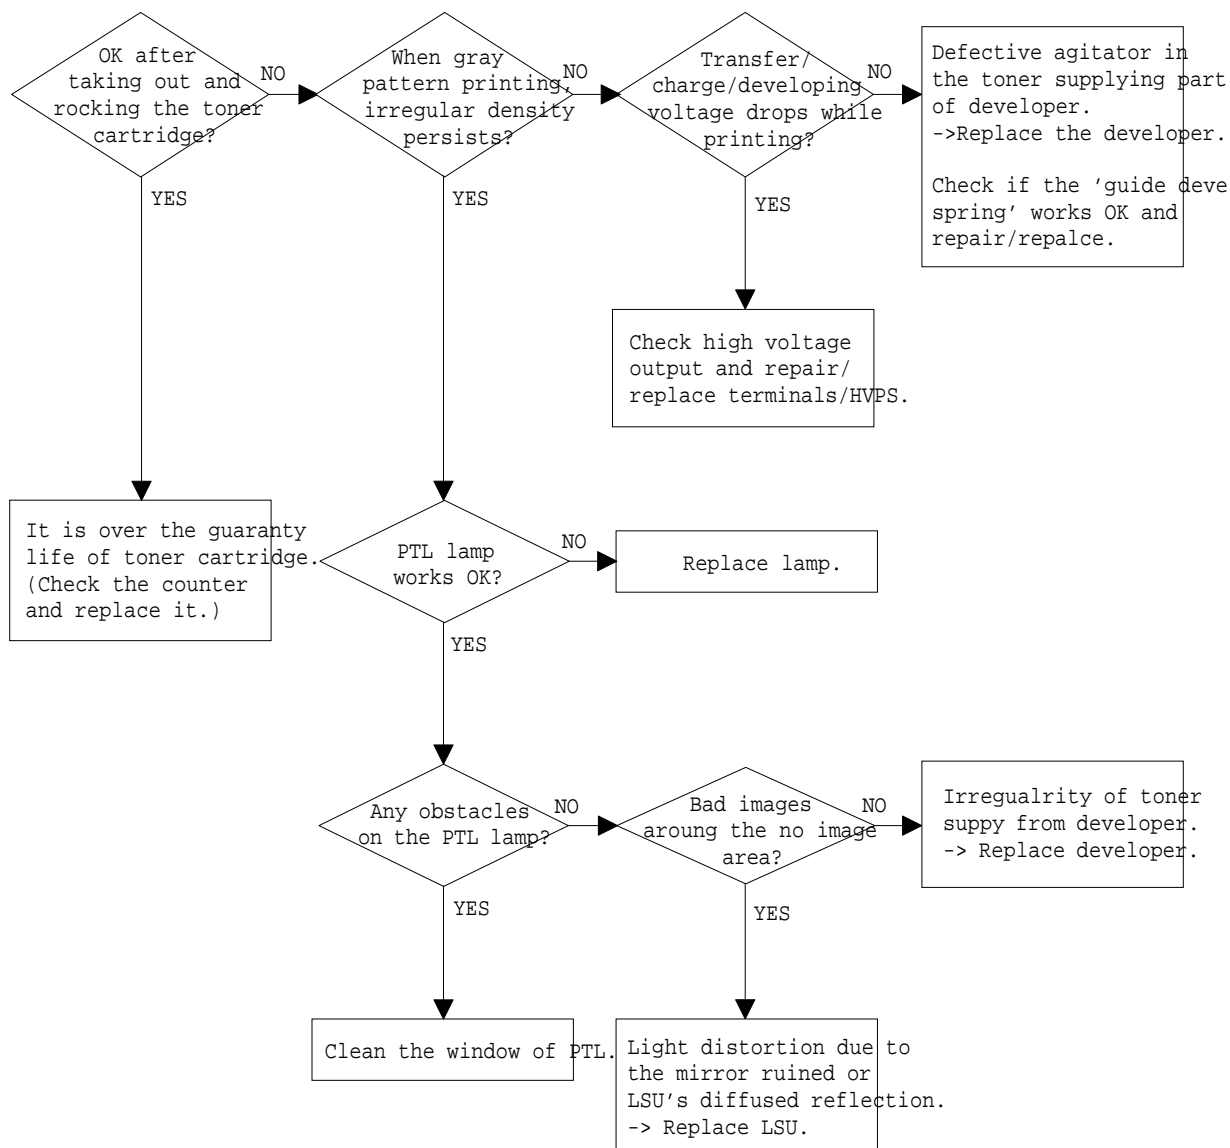 OK after
taking out and
rocking the toner
cartridge?
NO
YES
When gray
pattern printing,
irregular density
persists?
NO
YES
Transfer/
charge/developing
voltage drops while
printing?
NO
YES
Defective agitator in
the toner supplying part
of developer.
->Replace the developer.
Check if the 'guide deve
spring' works OK and
repair/repalce.
Check high voltage
output and repair/
replace terminals/HVPS.
It is over the guaranty
life of toner cartridge.
(Check the counter
and replace it.)
PTL lamp
works OK?
NO
YES
Replace lamp.
Any obstacles
on the PTL lamp?
NO
YES
Bad images
aroung the no image
area?
NO
YES
Irregualrity of toner
suppy from developer.
-> Replace developer.
Clean the window of PTL.
Light distortion due to
the mirror ruined or
LSU's diffused reflection.
-> Replace LSU.